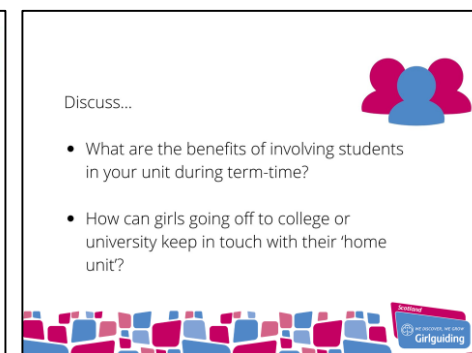 Discuss...
• What are the benefits of involving students
in your unit during term-time?
• How can girls going off to college or
university keep in touch with their ‘home
unit’?
Scotland
WE DISCOVER, WE GROW
Girlguiding